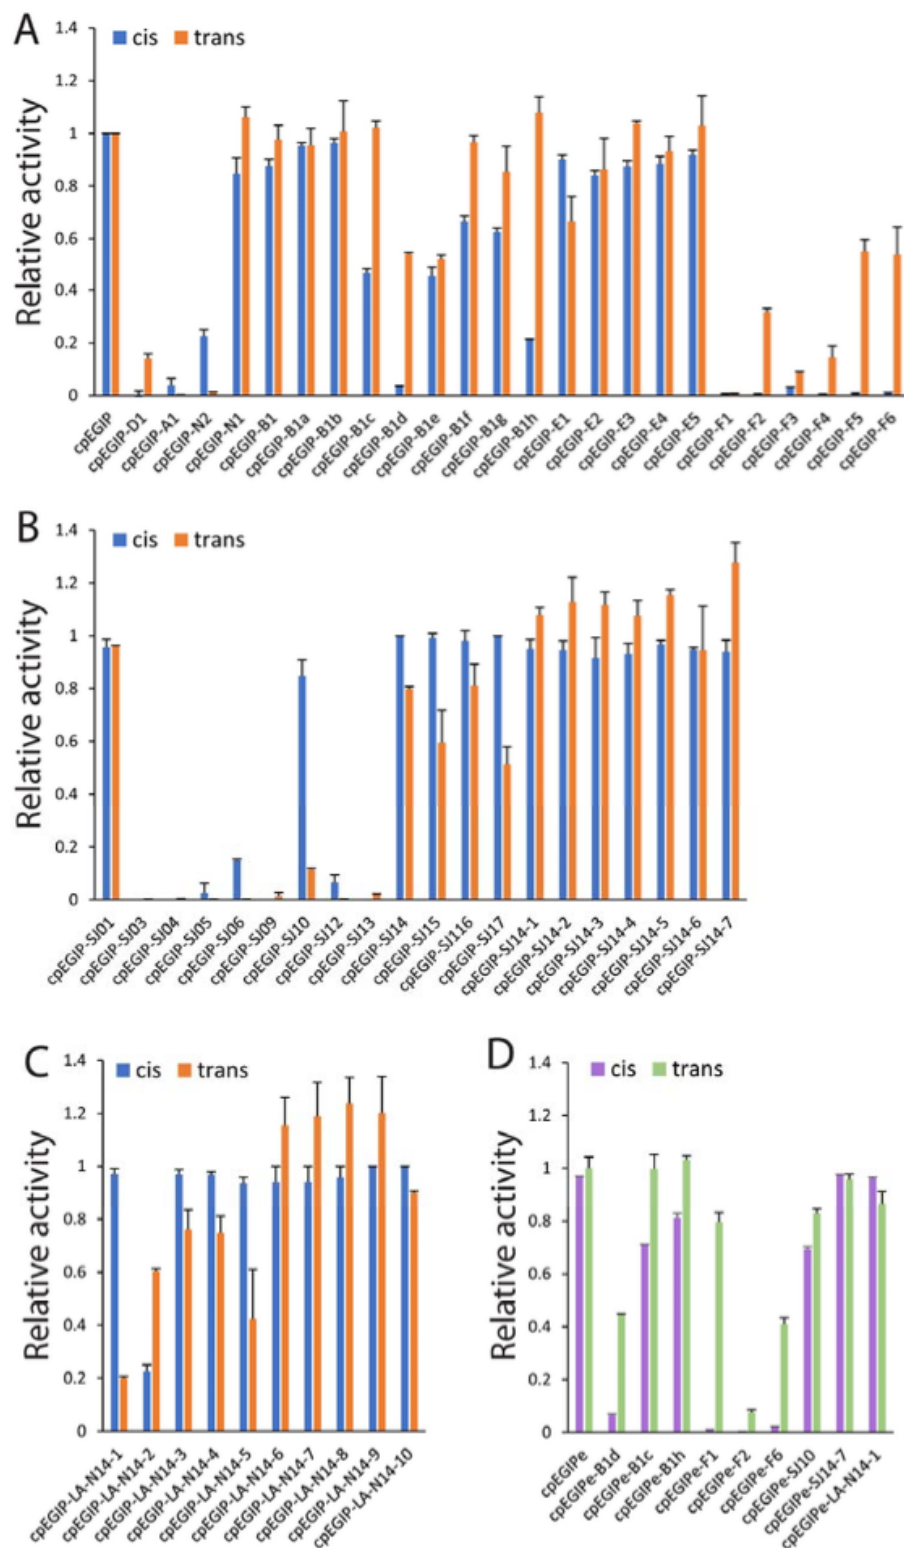 A
cis trans
Relative activity
1.4
1.2
1
0.8
0.6
0.4
0.2
0
cpEGIP
cpEGIP-D1
cpEGIP-A1
cpEGIP-N2
cpEGIP-N1
cpEGIP-B1
cpEGIP-B1a
cpEGIP-B1b
cpEGIP-B1c
cpEGIP-B1d
cpEGIP-B1e
cpEGIP-B1f
cpEGIP-B1g
cpEGIP-B1h
cpEGIP-E1
cpEGIP-E2
cpEGIP-E3
cpEGIP-E4
cpEGIP-E5
cpEGIP-F1
cpEGIP-F2
cpEGIP-F3
cpEGIP-F4
cpEGIP-F5
cpEGIP-F6
B
cis trans
Relative activity
1.4
1.2
1
0.8
0.6
0.4
0.2
0
cpEGIP-SJ01
cpEGIP-SJ03
cpEGIP-SJ04
cpEGIP-SJ05
cpEGIP-SJ06
cpEGIP-SJ09
cpEGIP-SJ10
cpEGIP-SJ12
cpEGIP-SJ13
cpEGIP-SJ14
cpEGIP-SJ15
cpEGIP-SJ116
cpEGIP-SJ17
cpEGIP-SJ14-1
cpEGIP-SJ14-2
cpEGIP-SJ14-3
cpEGIP-SJ14-4
cpEGIP-SJ14-5
cpEGIP-SJ14-6
cpEGIP-SJ14-7
C
cis trans
Relative activity
1.4
1.2
1
0.8
0.6
0.4
0.2
0
cpEGIP-LA-N14-1
cpEGIP-LA-N14-2
cpEGIP-LA-N14-3
cpEGIP-LA-N14-4
cpEGIP-LA-N14-5
cpEGIP-LA-N14-6
cpEGIP-LA-N14-7
cpEGIP-LA-N14-8
cpEGIP-LA-N14-9
cpEGIP-LA-N14-10
D
cis trans
Relative activity
1.4
1.2
1
0.8
0.6
0.4
0.2
0
cpEGIPe
cpEGIPe-B1d
cpEGIPe-B1c
cpEGIPe-B1h
cpEGIPe-F1
cpEGIPe-F2
cpEGIPe-F6
cpEGIPe-SJ10
cpEGIPe-SJ14-7
cpEGIPe-LA-N14-1